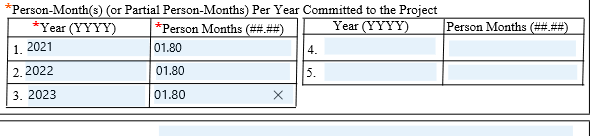 *Person-Month(s) (or Partial Person-Months) Per Year Committed to the Project
*Year (YYYY) *Person Months (##.##) Year (YYYY) Person Months (##.##)
1. 2021 01.80 4.
2. 2022 01.80 5.
3. 2023 01.80 ×